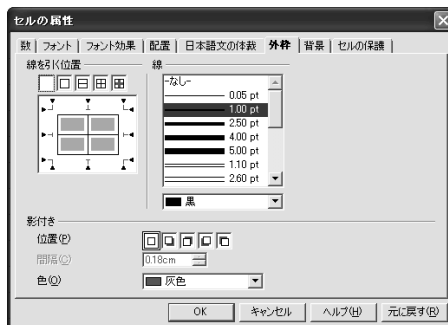 セルの属性
数 フォント フォント効果 配置 日本語文の体裁 外枠 背景 セルの保護
線を引く位置
線
-なし-
0.05 pt
1.00 pt
2.50 pt
4.00 pt
5.00 pt
1.10 pt
2.60 pt
黒
影付き
位置(P)
間隔(C) 0.18cm
色(O) 灰色
OK キャンセル ヘルプ(H) 元に戻す(R)